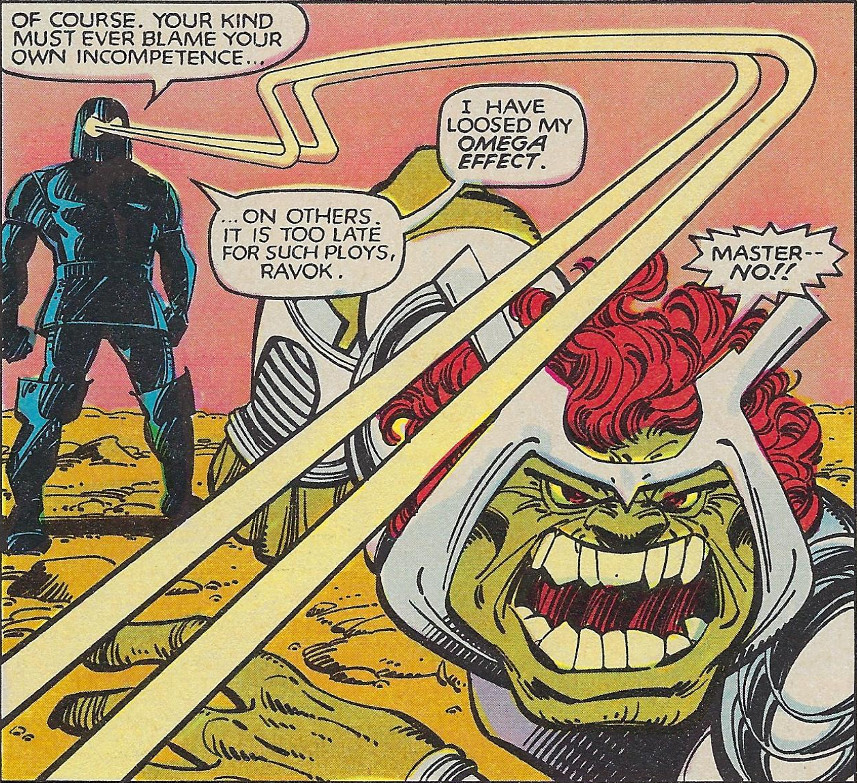 OF COURSE. YOUR KIND
MUST EVER BLAME YOUR
OWN INCOMPETENCE...
I HAVE
LOOSED MY
OMEGA
EFFECT.
...ON OTHERS.
IT IS TOO LATE
FOR SUCH PLOYS,
RAVOK.
MASTER--
NO!!